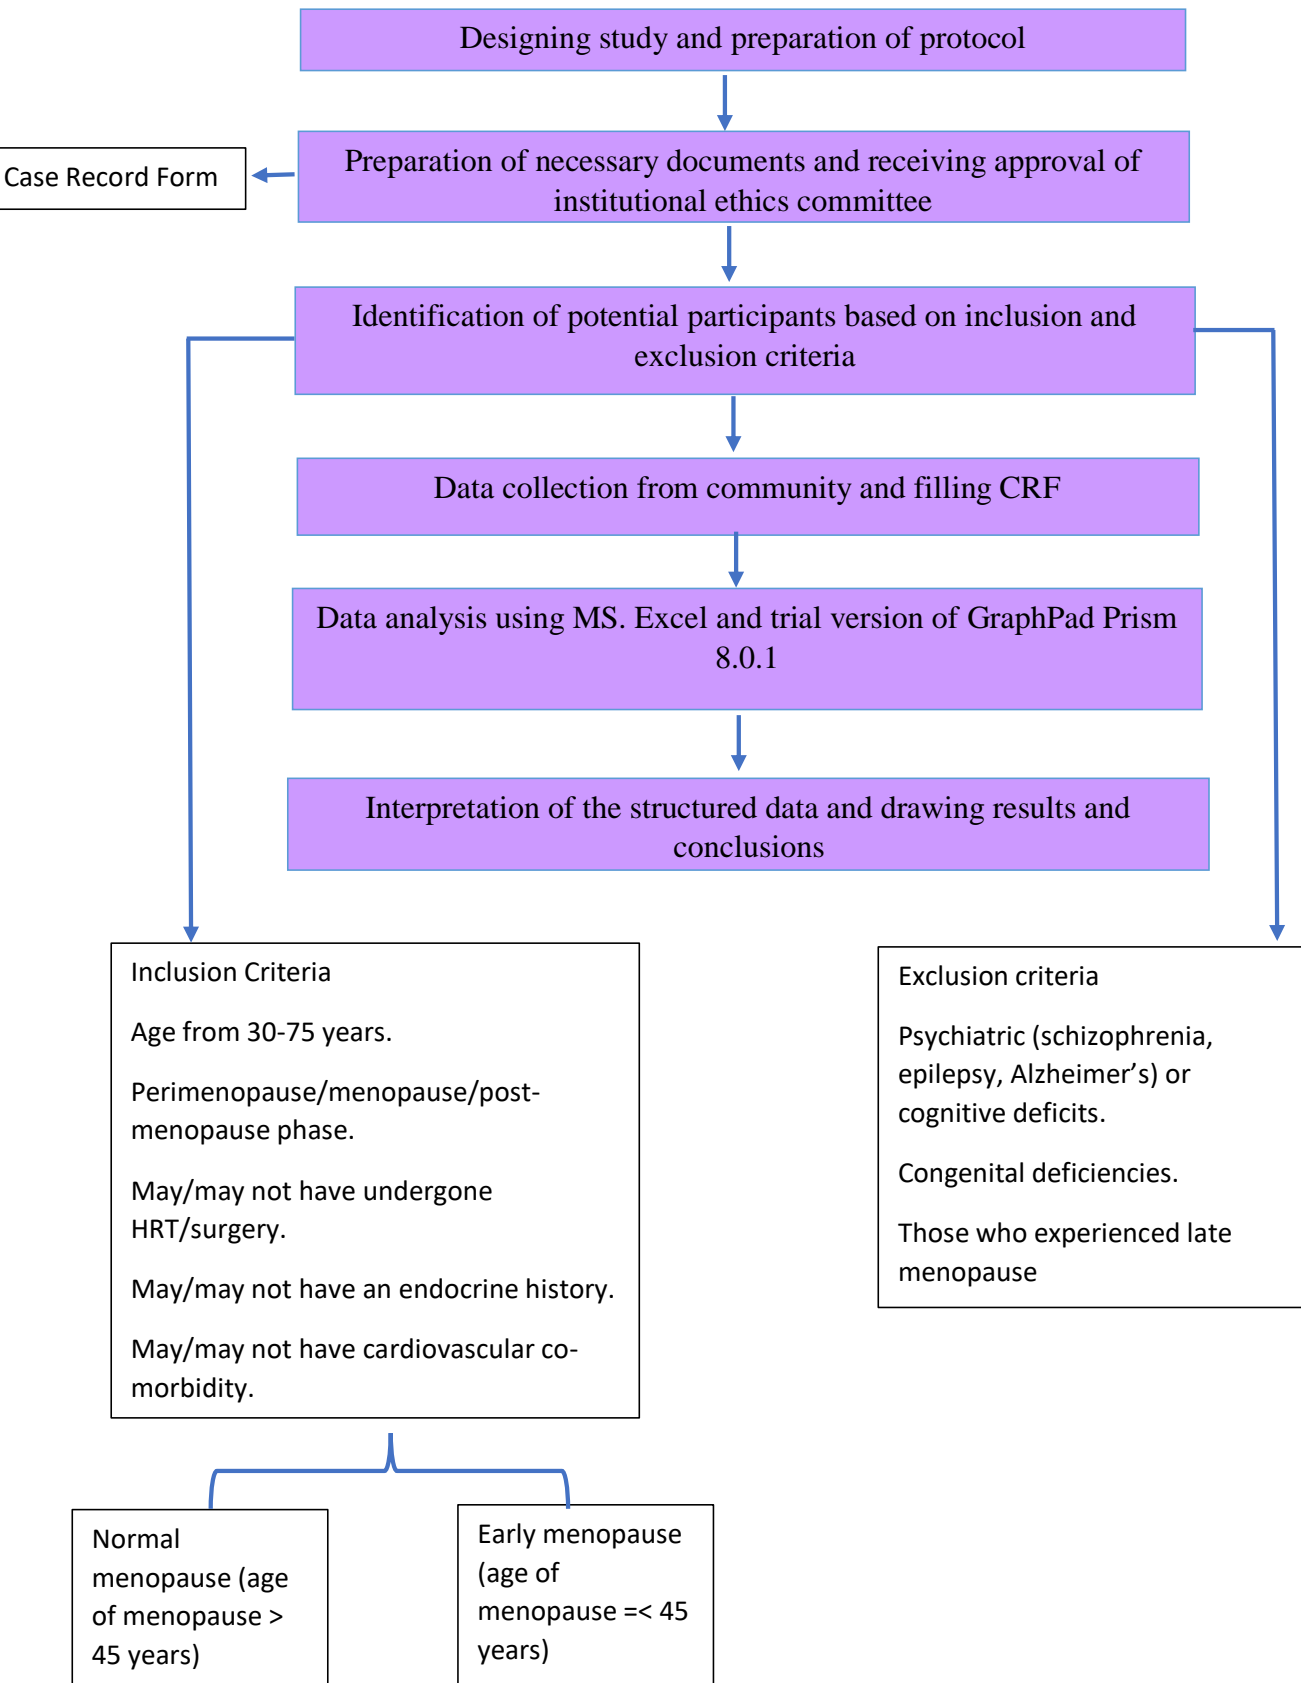 Designing study and preparation of protocol
Case Record Form
Preparation of necessary documents and receiving approval of
institutional ethics committee
Identification of potential participants based on inclusion and
exclusion criteria
Data collection from community and filling CRF
Data analysis using MS. Excel and trial version of GraphPad Prism
8.0.1
Interpretation of the structured data and drawing results and
conclusions
Inclusion Criteria
Age from 30-75 years.
Perimenopause/menopause/post-
menopause phase.
May/may not have undergone
HRT/surgery.
May/may not have an endocrine history.
May/may not have cardiovascular co-
morbidity.
Exclusion criteria
Psychiatric (schizophrenia,
epilepsy, Alzheimer’s) or
cognitive deficits.
Congenital deficiencies.
Those who experienced late
menopause
Normal
menopause (age
of menopause >
45 years)
Early menopause
(age of
menopause =< 45
years)